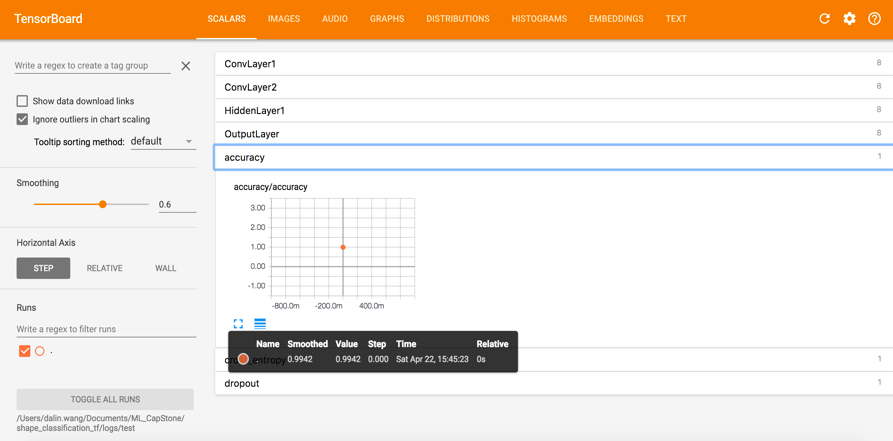 TensorBoard
SCALARS IMAGES AUDIO GRAPHS DISTRIBUTIONS HISTOGRAMS EMBEDDINGS TEXT
Write a regex to create a tag group
Show data download links
Ignore outliers in chart scaling
Tooltip sorting method: default
Smoothing
0.6
Horizontal Axis
STEP RELATIVE WALL
Runs
Write a regex to filter runs
.
TOGGLE ALL RUNS
/Users/dalin.wang/Documents/ML_CapStone/
shape_classification_tf/logs/test
ConvLayer1 8
ConvLayer2 8
HiddenLayer1 8
OutputLayer 8
accuracy 1
accuracy/accuracy
3.00
2.00
1.00
0.00
-1.00
-800.0m -200.0m 400.0m
Name Smoothed Value Step Time Relative
0.9942 0.9942 0.000 Sat Apr 22, 15:45:23 0s
cross_entropy 1
dropout 1